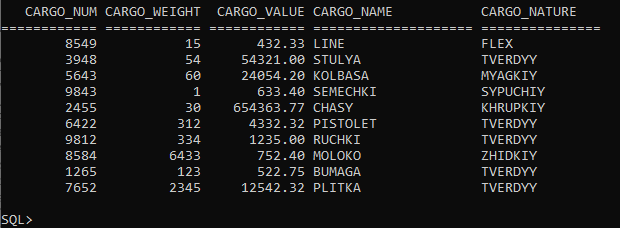 CARGO_NUM CARGO_WEIGHT CARGO_VALUE CARGO_NAME CARGO_NATURE
============ ============ ============ ==================== ===============
8549 15 432.33 LINE FLEX
3948 54 54321.00 STULYA TVERDYY
5643 60 24054.20 KOLBASA MYAGKIY
9843 1 633.40 SEMECHKI SYPUCHIY
2455 30 654363.77 CHASY KHRUPKIY
6422 312 4332.32 PISTOLET TVERDYY
9812 334 1235.00 RUCHKI TVERDYY
8584 6433 752.40 MOLOKO ZHIDKIY
1265 123 522.75 BUMAGA TVERDYY
7652 2345 12542.32 PLITKA TVERDYY
SQL>